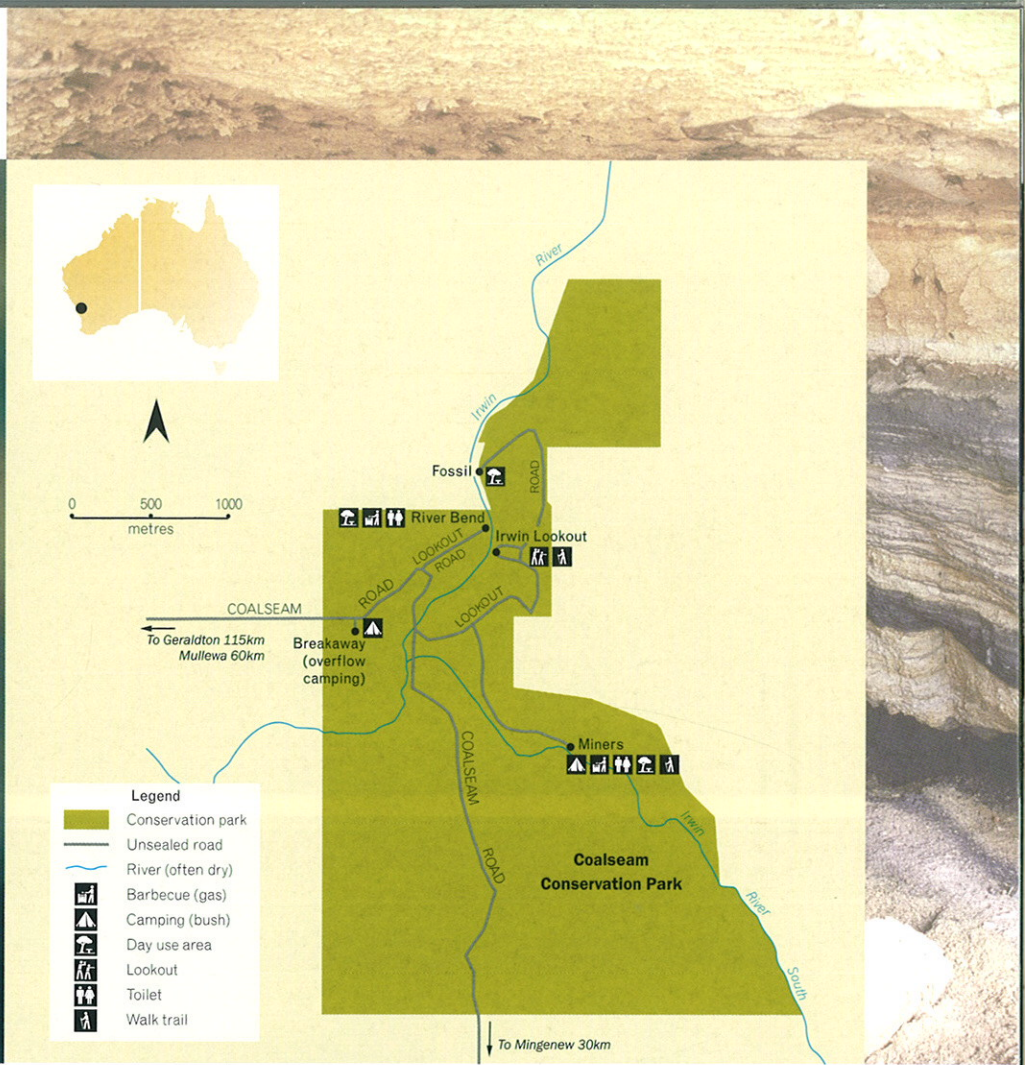 River
Irwin
Fossil
ROAD
0 500 1000
metres
River Bend
Irwin Lookout
LOOKOUT
ROAD
ROAD
LOOKOUT
COALSEAM
To Geraldton 115km
Mullewa 60km
Breakaway
(overflow
camping)
Miners
COALSEAM
ROAD
Irwin
River
South
Coalseam
Conservation Park
To Mingenew 30km
Legend
Conservation park
Unsealed road
River (often dry)
Barbecue (gas)
Camping (bush)
Day use area
Lookout
Toilet
Walk trail